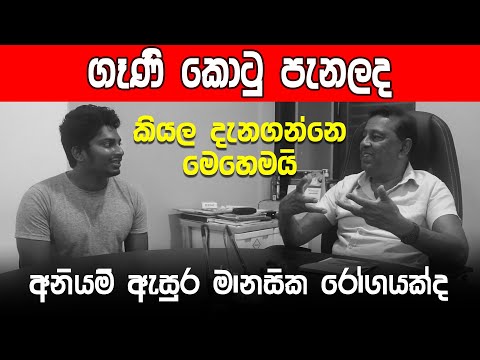 ගෑණි කොටු පැනලද
කියල දැනගන්නෙ
මෙහෙමයි
අනියම් ඇසුර මානසික රෝගයක්ද